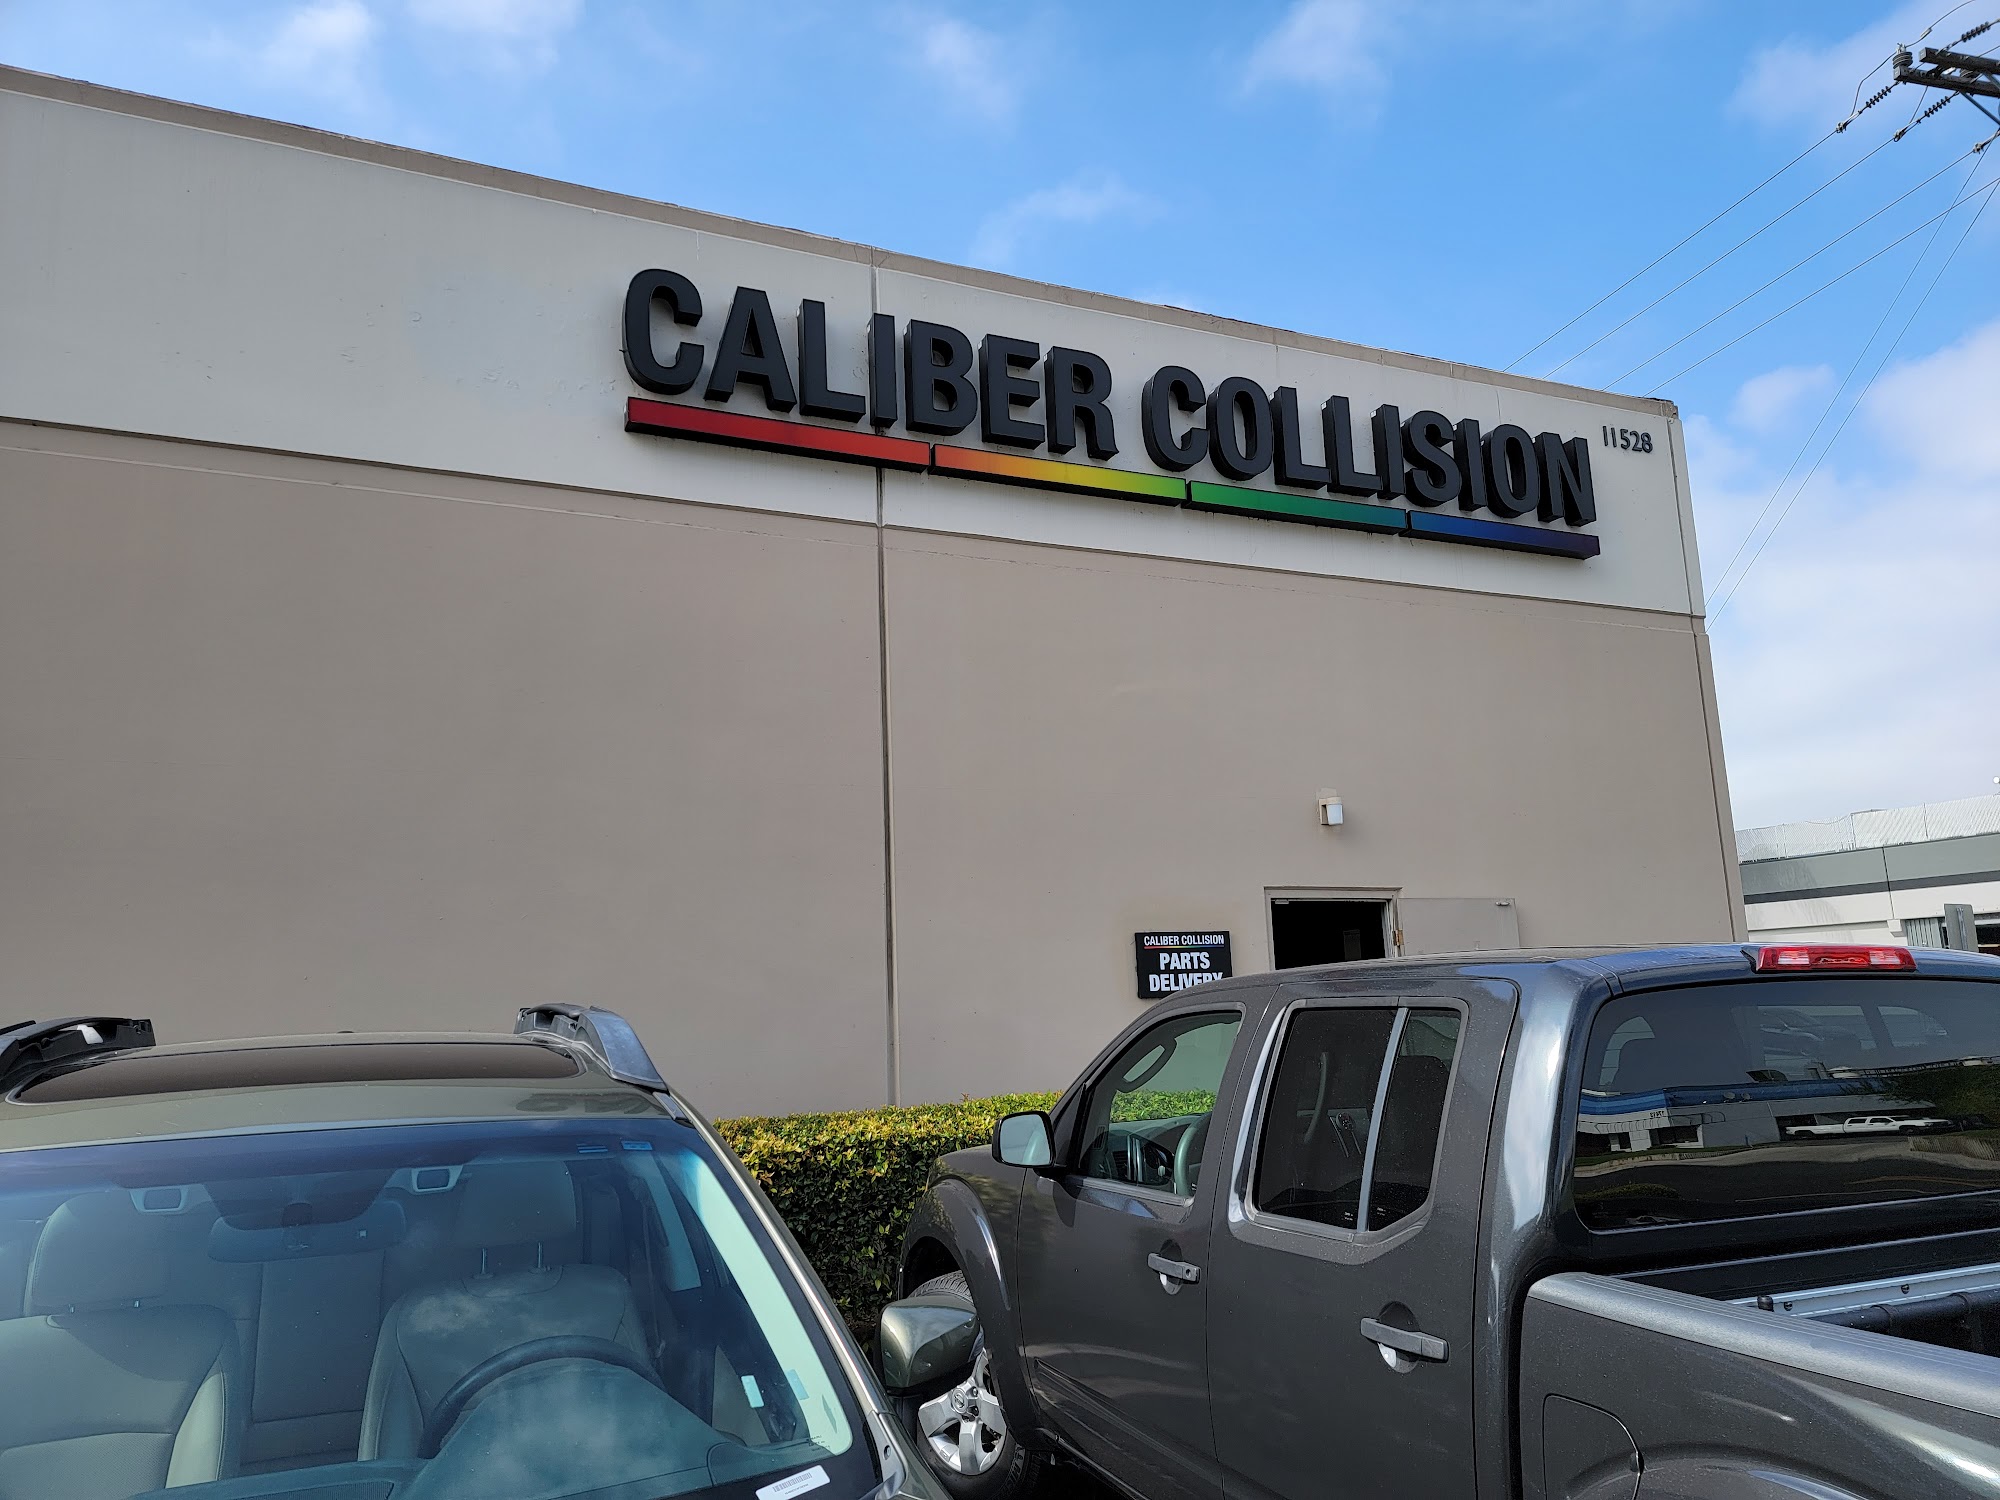 CALIBER COLLISION
11528
CALIBER COLLISION
PARTS
DELIVERY